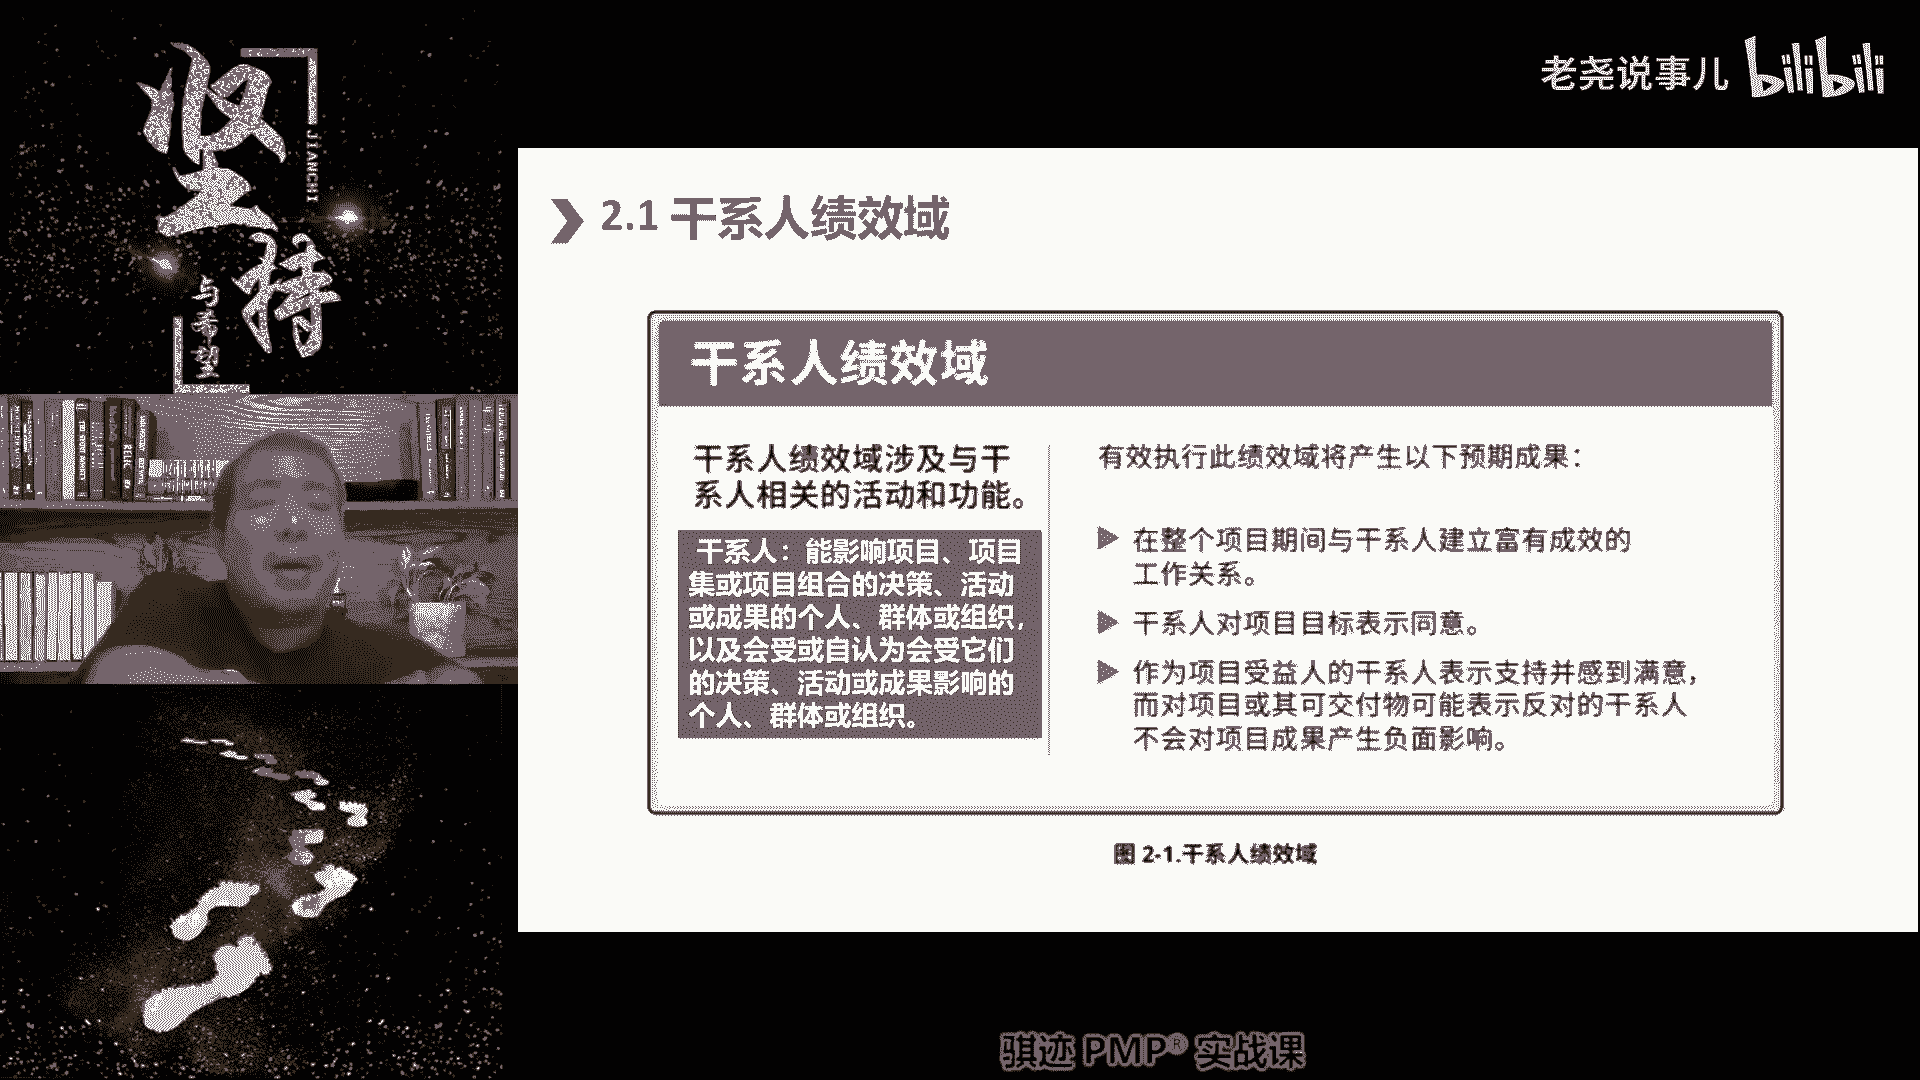 坚持
JIANCHI
与希望
老尧说事儿 bilibili
2.1 干系人绩效域
干系人绩效域
干系人绩效域涉及与干
系人相关的活动和功能。
干系人：能影响项目、项目
集或项目组合的决策、活动
或成果的个人、群体或组织，
以及会受或自认为会受它们
的决策、活动或成果影响的
个人、群体或组织。
有效执行此绩效域将产生以下预期成果：
在整个项目期间与干系人建立富有成效的
工作关系。
干系人对项目目标表示同意。
作为项目受益人的干系人表示支持并感到满意，
而对项目或其可交付物可能表示反对的干系人
不会对项目成果产生负面影响。
图 2-1.干系人绩效域
骐迹 PMP® 实战课